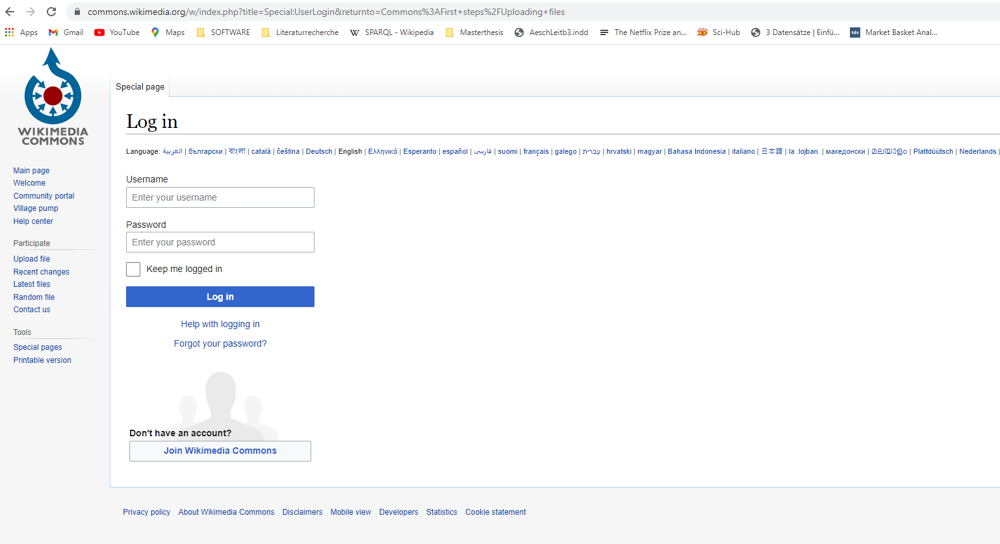 commons.wikimedia.org/w/index.php?title=Special:UserLogin&returnto=Commons%3AFirst+steps%2FUploading+files
Apps Gmail YouTube Maps SOFTWARE Literaturrecherche W SPARQL - Wikipedia Masterthesis AeschLeitb3.indd The Netflix Prize an... Sci-Hub 3 Datensätze | Einfü... tds Market Basket Anal...
WIKIMEDIA
COMMONS
Special page
Log in
Language: العربية | български | বাংলা | català | čeština | Deutsch | English | Ελληνικά | Esperanto | español | فارسی | suomi | français | galego | עברית | hrvatski | magyar | Bahasa Indonesia | italiano | 日本語 | la .lojban. | македонски | മലയാളം | Plattdüütsch | Nederlands |
Main page
Welcome
Community portal
Village pump
Help center
Participate
Upload file
Recent changes
Latest files
Random file
Contact us
Tools
Special pages
Printable version
Username
Enter your username
Password
Enter your password
Keep me logged in
Log in
Help with logging in
Forgot your password?
Don't have an account?
Join Wikimedia Commons
Privacy policy About Wikimedia Commons Disclaimers Mobile view Developers Statistics Cookie statement